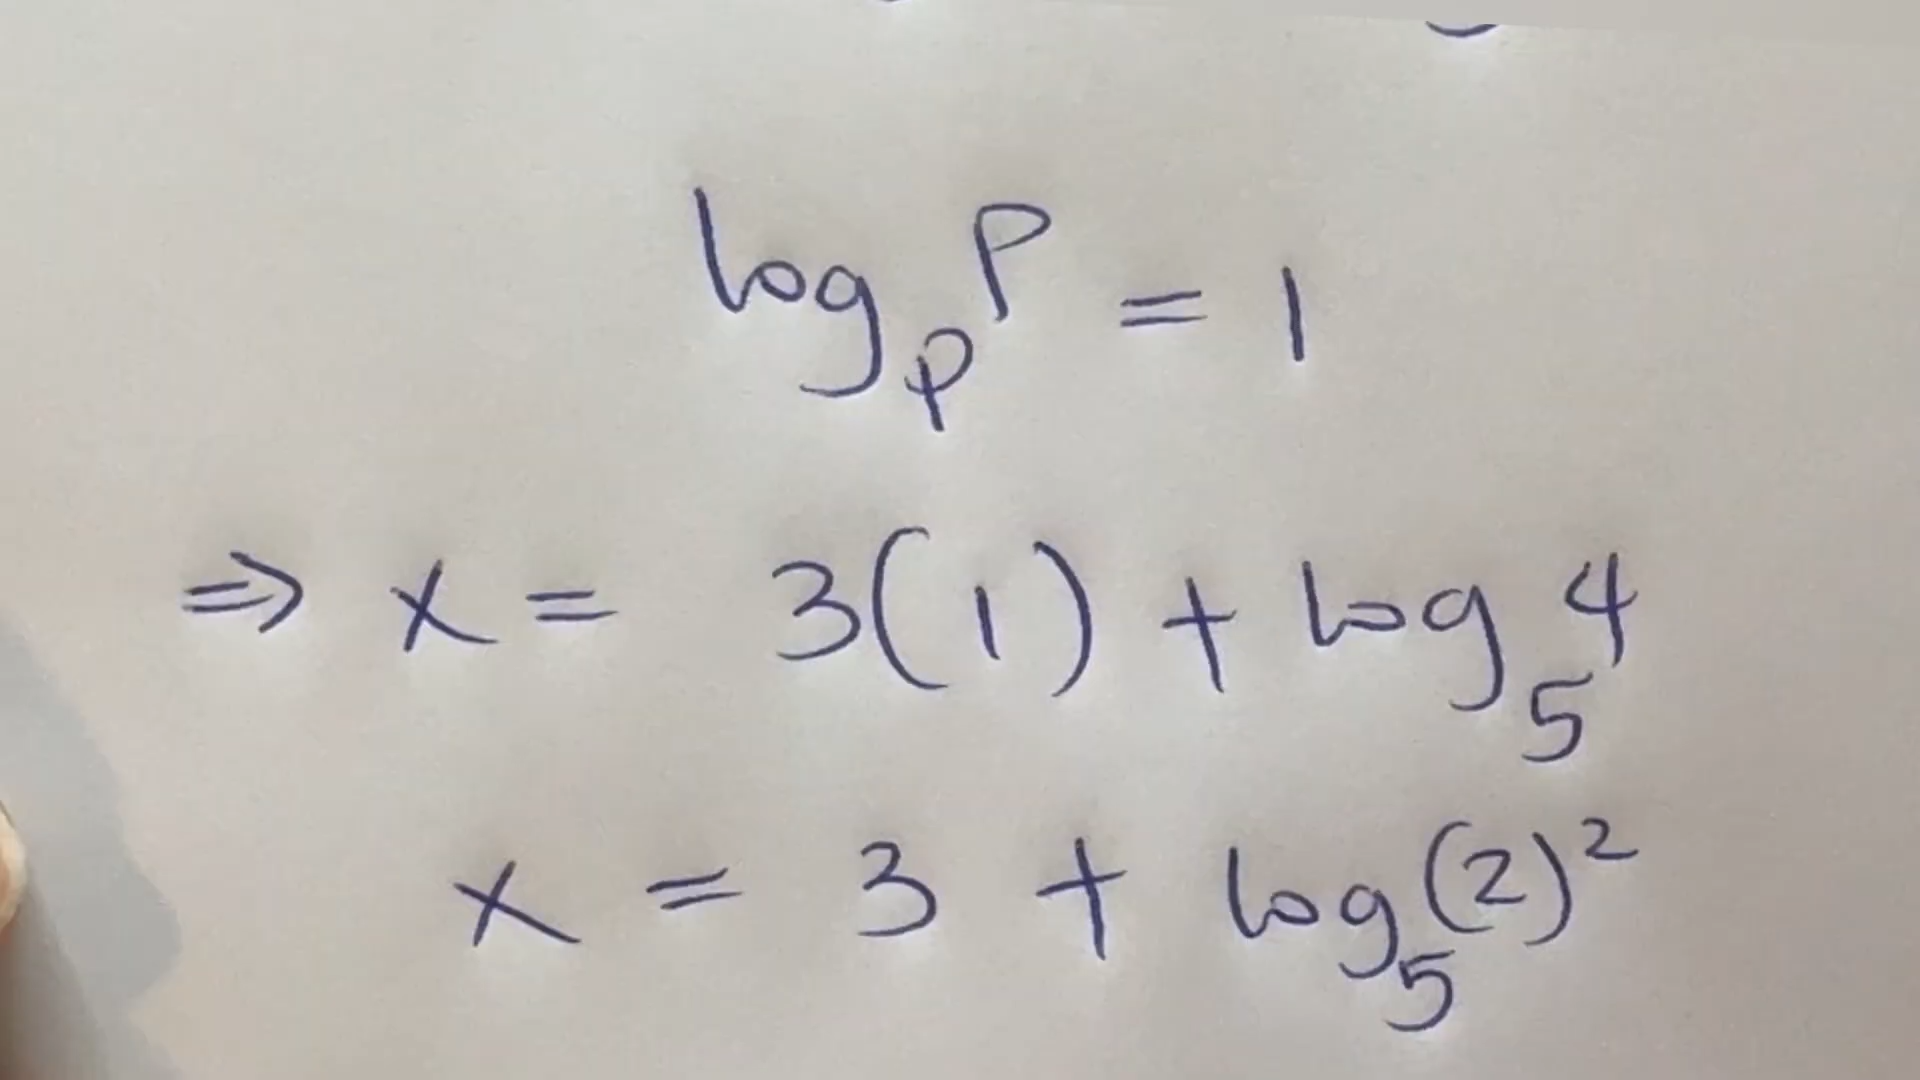 log_p P = 1
⇒ x = 3(1) + log_5 4
x = 3 + log_5 (2)^2